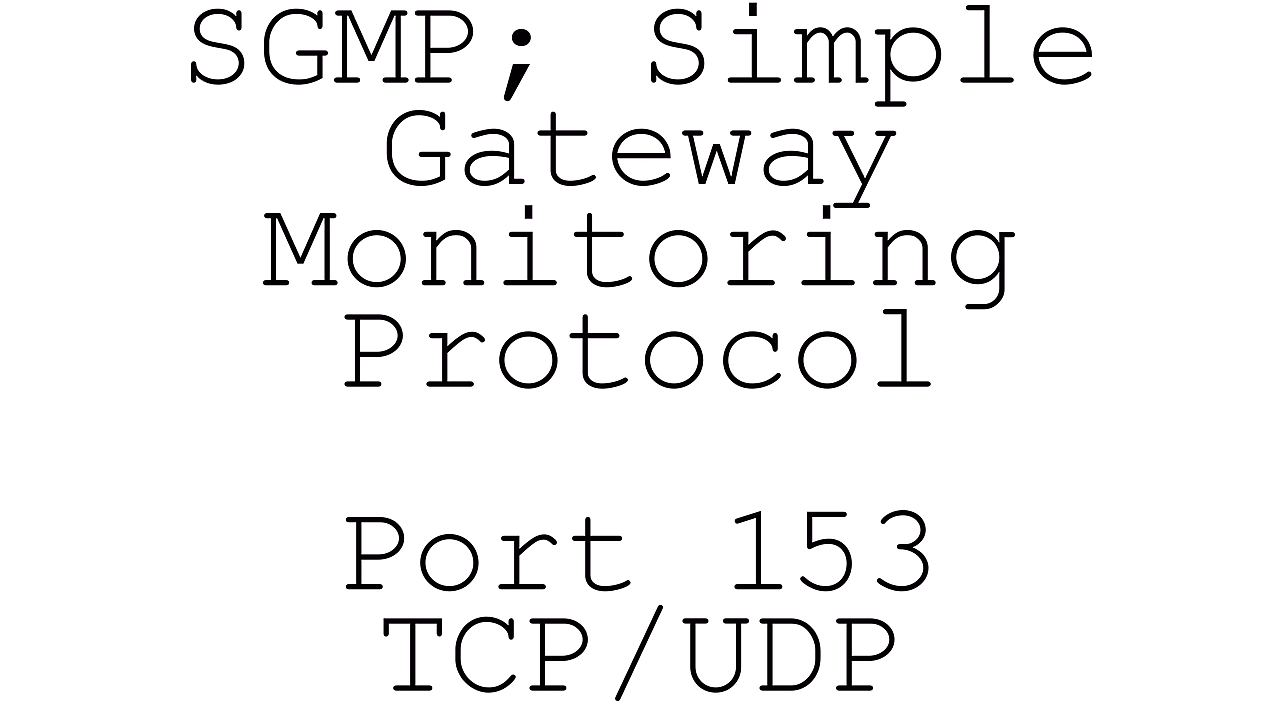 SGMP; Simple
Gateway
Monitoring
Protocol
Port 153
TCP/UDP